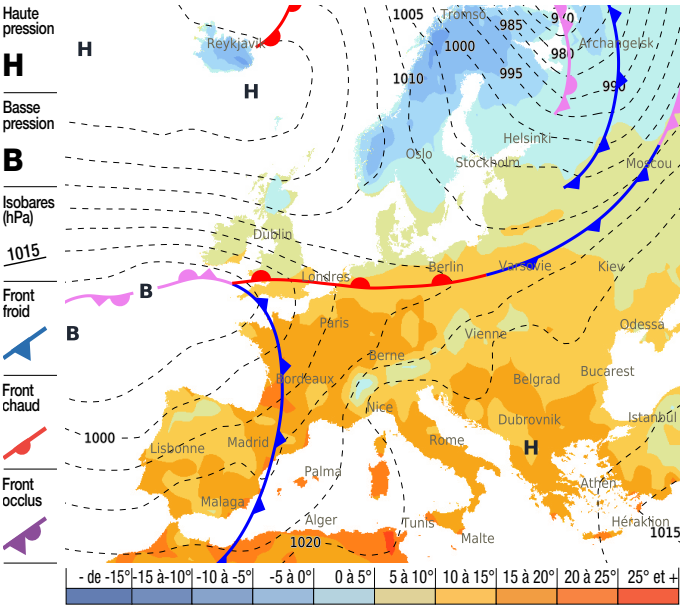 Haute
pression
H
Basse
pression
B
Isobares
(hPa)
1015
Front
froid
Front
chaud
Front
occlus
1005
Tromsø
985
970
Reykjavik
H
1000
980
Archangelsk
H
1010
995
990
Oslo
Helsinki
Stockholm
Moscou
Dublin
Londres
Berlin
Varsovie
Kiev
B
B
Paris
Vienne
Odessa
Berne
Bordeaux
Belgrad
Bucarest
Nice
Dubrovnik
Istanbul
1000
Lisbonne
Madrid
Rome
H
Palma
Athen
Malaga
Alger
Tunis
Héraklion
Malte
1020
1015
- de -15°
-15 à-10°
-10 à -5°
-5 à 0°
0 à 5°
5 à 10°
10 à 15°
15 à 20°
20 à 25°
25° et +